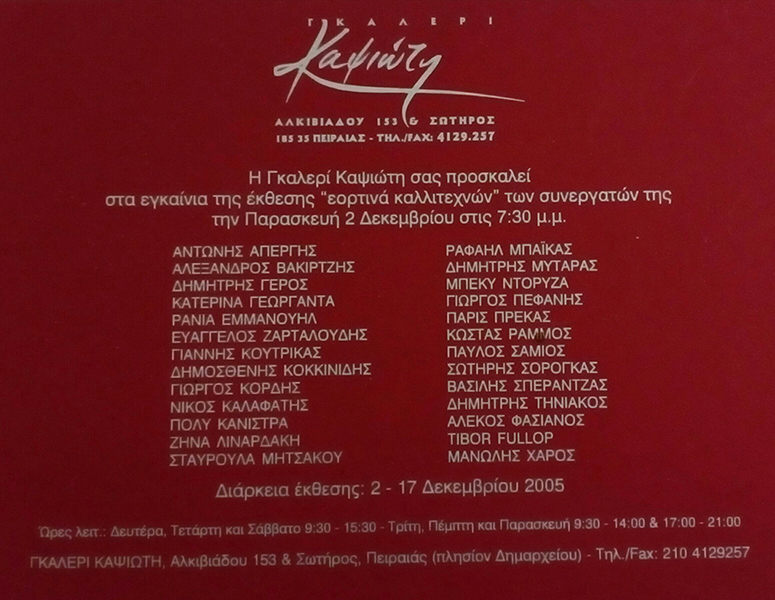 ΓΚΑΛΕΡΙ
Καψιώτη
ΑΛΚΙΒΙΑΔΟΥ 153 & ΣΩΤΗΡΟΣ
185 35 ΠΕΙΡΑΙΑΣ - ΤΗΛ./FAX: 4129.257
Η Γκαλερί Καψιώτη σας προσκαλεί
στα εγκαίνια της έκθεσης “εορτινά καλλιτεχνών” των συνεργατών της
την Παρασκευή 2 Δεκεμβρίου στις 7:30 μ.μ.
ΑΝΤΩΝΗΣ ΑΠΕΡΓΗΣ
ΑΛΕΞΑΝΔΡΟΣ ΒΑΚΙΡΤΖΗΣ
ΔΗΜΗΤΡΗΣ ΓΕΡΟΣ
ΚΑΤΕΡΙΝΑ ΓΕΩΡΓΑΝΤΑ
ΡΑΝΙΑ ΕΜΜΑΝΟΥΗΛ
ΕΥΑΓΓΕΛΟΣ ΖΑΡΤΑΛΟΥΔΗΣ
ΓΙΑΝΝΗΣ ΚΟΥΤΡΙΚΑΣ
ΔΗΜΟΣΘΕΝΗΣ ΚΟΚΚΙΝΙΔΗΣ
ΓΙΩΡΓΟΣ ΚΟΡΔΗΣ
ΝΙΚΟΣ ΚΑΛΑΦΑΤΗΣ
ΠΟΛΥ ΚΑΝΙΣΤΡΑ
ΖΗΝΑ ΛΙΝΑΡΔΑΚΗ
ΣΤΑΥΡΟΥΛΑ ΜΗΤΣΑΚΟΥ
ΡΑΦΑΗΛ ΜΠΑΪΚΑΣ
ΔΗΜΗΤΡΗΣ ΜΥΤΑΡΑΣ
ΜΠΕΚΥ ΝΤΟΡΥΖΑ
ΓΙΩΡΓΟΣ ΠΕΦΑΝΗΣ
ΠΑΡΙΣ ΠΡΕΚΑΣ
ΚΩΣΤΑΣ ΡΑΜΜΟΣ
ΠΑΥΛΟΣ ΣΑΜΙΟΣ
ΣΩΤΗΡΗΣ ΣΟΡΟΓΚΑΣ
ΒΑΣΙΛΗΣ ΣΠΕΡΑΝΤΖΑΣ
ΔΗΜΗΤΡΗΣ ΤΗΝΙΑΚΟΣ
ΑΛΕΚΟΣ ΦΑΣΙΑΝΟΣ
TIBOR FULLOP
ΜΑΝΩΛΗΣ ΧΑΡΟΣ
Διάρκεια έκθεσης: 2 - 17 Δεκεμβρίου 2005
Ώρες λειτ.: Δευτέρα, Τετάρτη και Σάββατο 9:30 - 15:30 - Τρίτη, Πέμπτη και Παρασκευή 9:30 - 14:00 & 17:00 - 21:00
ΓΚΑΛΕΡΙ ΚΑΨΙΩΤΗ, Αλκιβιάδου 153 & Σωτήρος, Πειραιάς (πλησίον Δημαρχείου) - Τηλ./Fax: 210 4129257